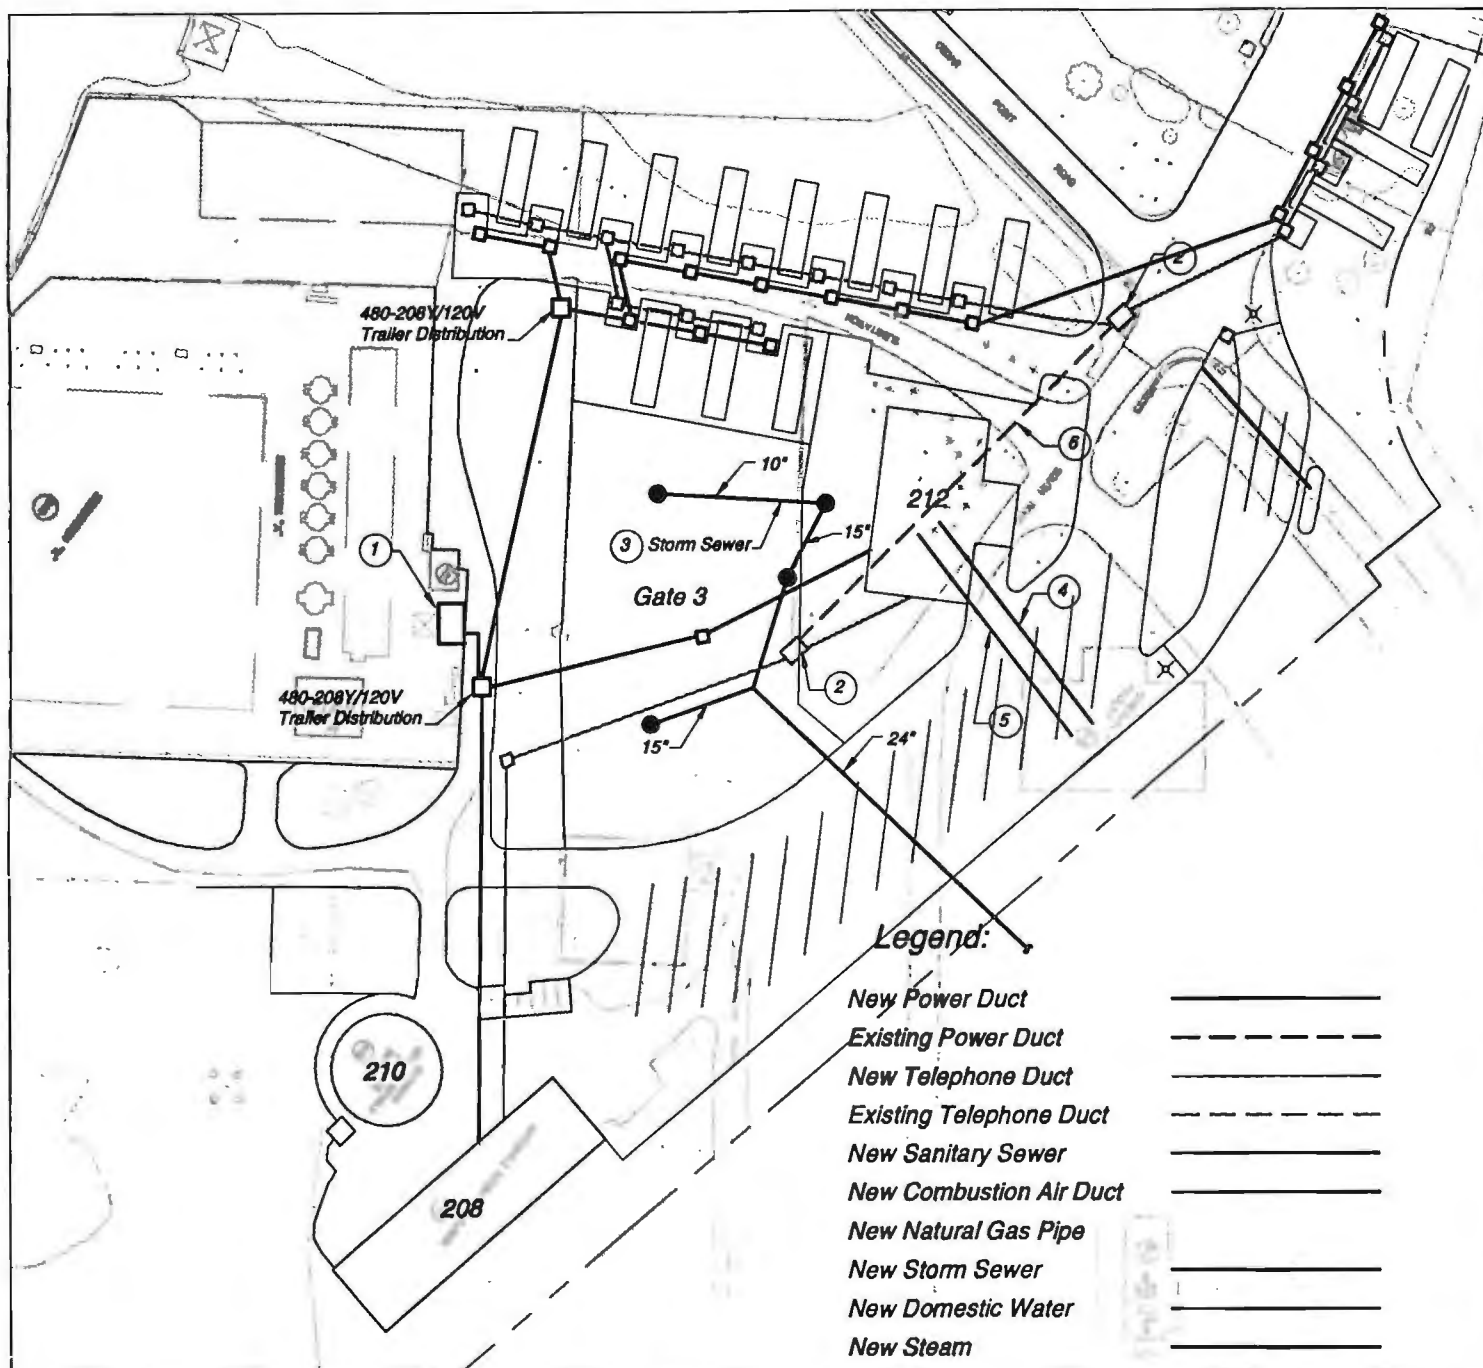 CEDAR
POINT
ROAD
2
480-208Y/120V
Trailer Distribution
6
10"
212
15"
3 Storm Sewer
1
Gate 3
4
2
480-208Y/120V
Trailer Distribution
5
15"
24"
Legend:
New Power Duct
Existing Power Duct
New Telephone Duct
Existing Telephone Duct
New Sanitary Sewer
New Combustion Air Duct
New Natural Gas Pipe
New Storm Sewer
New Domestic Water
New Steam
210
208